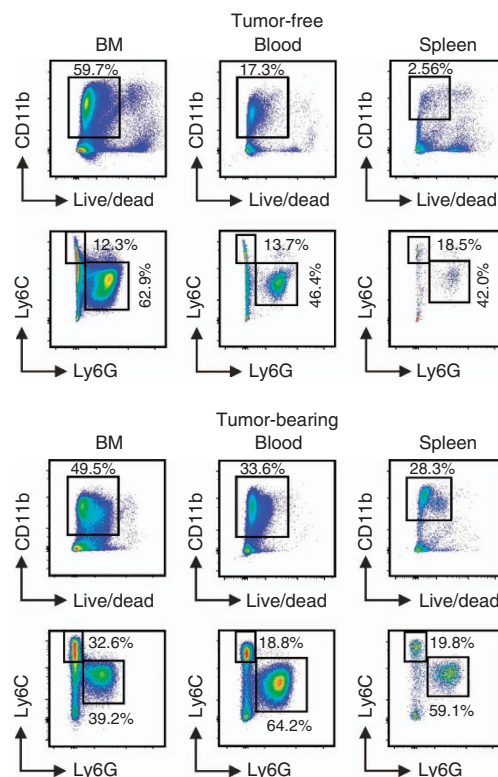 Tumor-free
BM Blood Spleen
59.7% 17.3% 2.56%
CD11b CD11b CD11b
Live/dead Live/dead Live/dead
12.3% 13.7% 18.5%
62.9% 46.4% 42.0%
Ly6C Ly6C Ly6C
Ly6G Ly6G Ly6G
Tumor-bearing
BM Blood Spleen
49.5% 33.6% 28.3%
CD11b CD11b CD11b
Live/dead Live/dead Live/dead
32.6% 18.8% 19.8%
39.2% 64.2% 59.1%
Ly6C Ly6C Ly6C
Ly6G Ly6G Ly6G